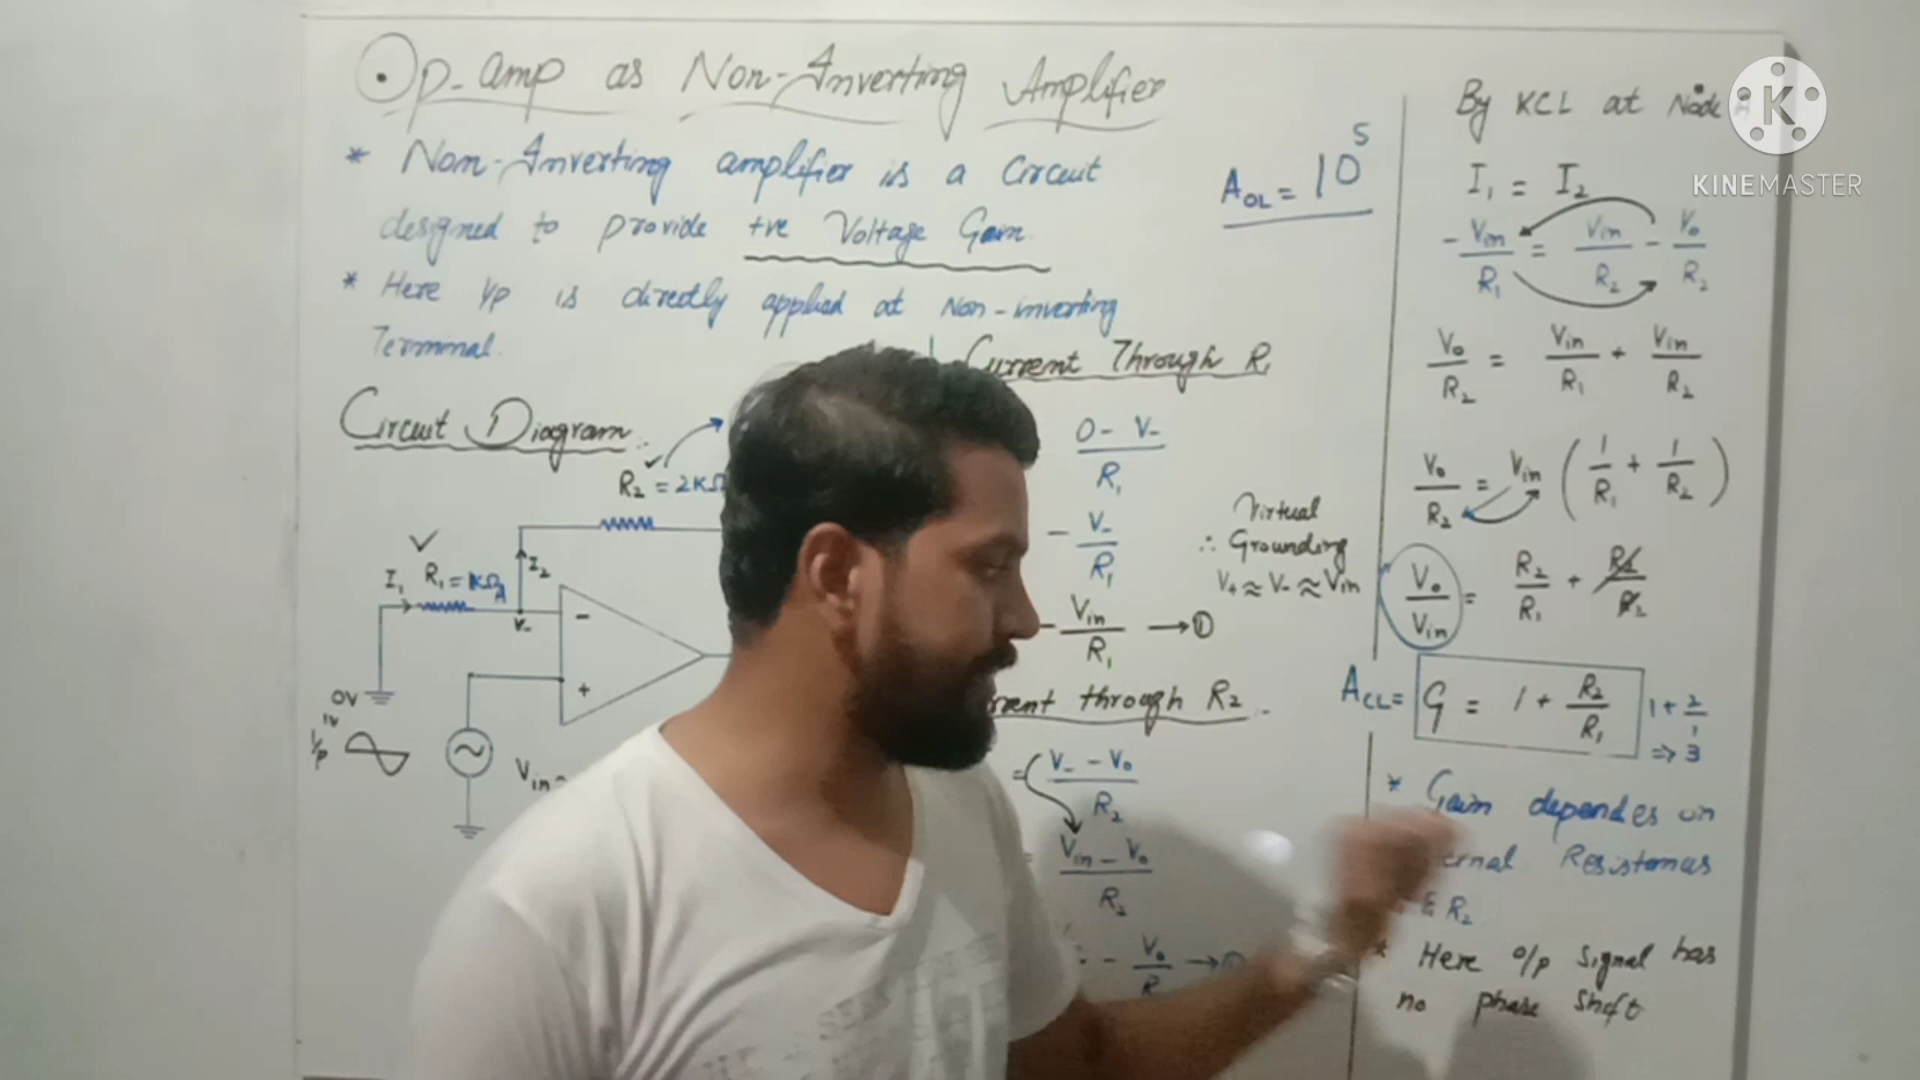 Op-amp as Non-Inverting Amplifier
* Non-Inverting amplifier is a Circuit
designed to provide +ve Voltage Gain.
* Here I/p is directly applied at Non-inverting
Terminal.
Circuit Diagram:
R2 = 2KΩ
I1 R1 = 1KΩ A I2
V-
-
+
0V
1V
I/p
Vin
AOL = 10^5
Current Through R1
0 - V-
R1
- V-
R1
- Vin
R1 → ①
∴ Virtual
Grounding
V+ ≈ V- ≈ Vin
through R2
= V- - Vo
R2
= Vin - Vo
R2
- Vo
R →
By KCL at Node
I1 = I2
- Vin/R1 = Vin/R2 - Vo/R2
Vo/R2 = Vin/R1 + Vin/R2
Vo/R2 = Vin ( 1/R1 + 1/R2 )
Vo/Vin = R2/R1 + R2/R2
ACL = G = 1 + R2/R1
1 + 2/1
⇒ 3
* Gain dependes on
R2
* Here o/p signal has
no phase shift
K
KINEMASTER